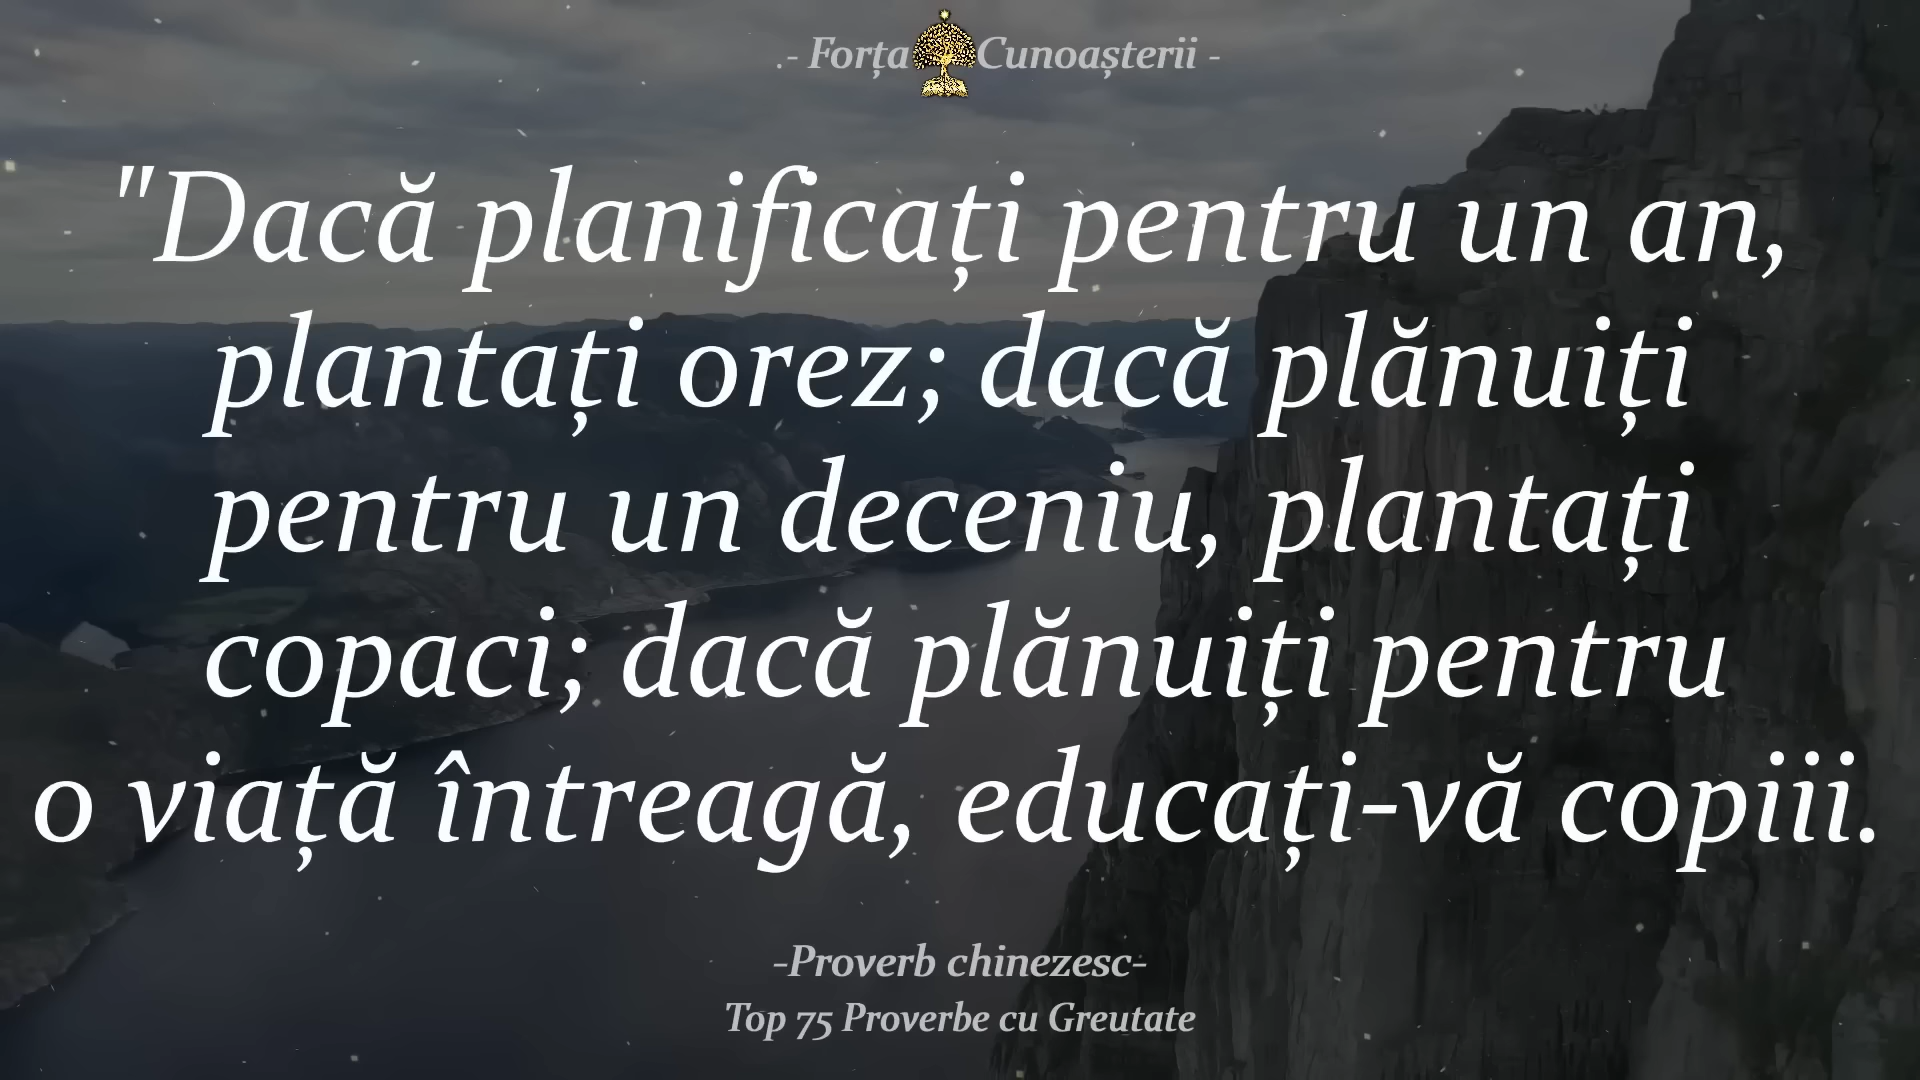 - Forța Cunoașterii -
"Dacă planificați pentru un an,
plantați orez; dacă plănuiți
pentru un deceniu, plantați
copaci; dacă plănuiți pentru
o viață întreagă, educați-vă copiii.
-Proverb chinezesc-
Top 75 Proverbe cu Greutate